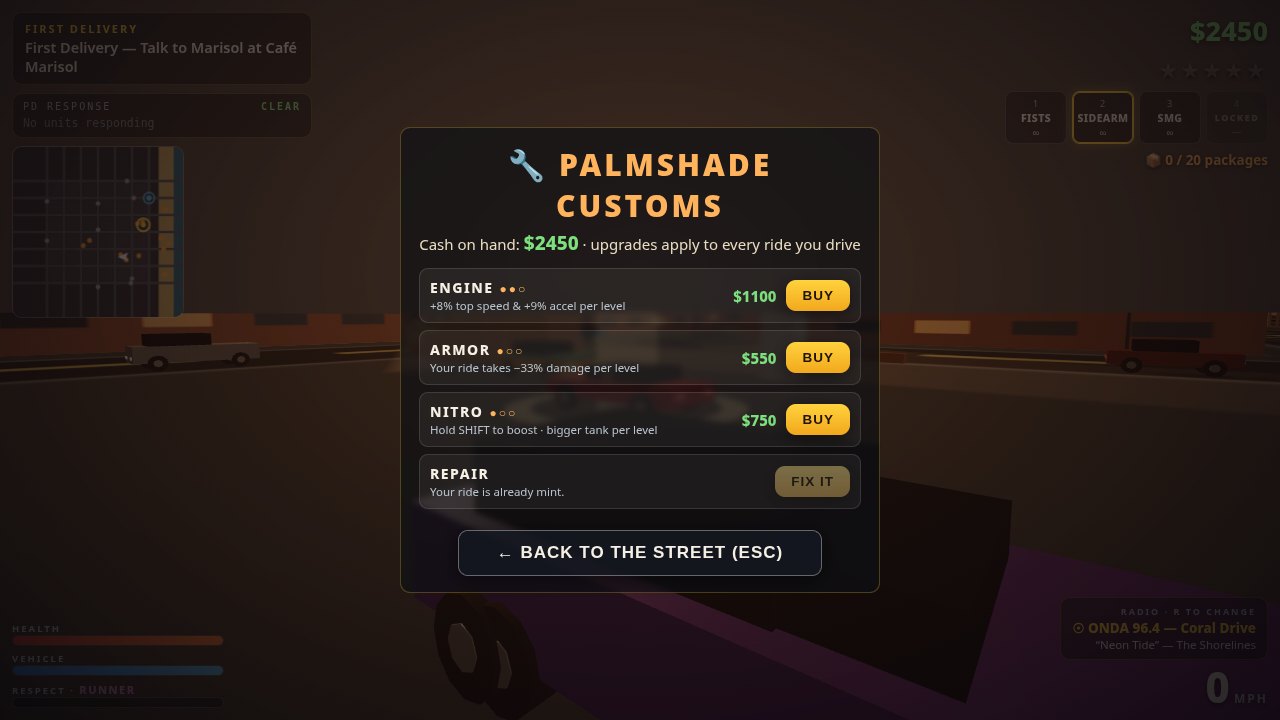 FIRST DELIVERY
First Delivery — Talk to Marisol at Café
Marisol
PD RESPONSE
CLEAR
No units responding
$2450
★★★★★
1
FISTS
∞
2
SIDEARM
∞
3
SMG
∞
4
LOCKED
—
📦 0 / 20 packages
🔧 PALMSHADE
CUSTOMS
Cash on hand: $2450 · upgrades apply to every ride you drive
ENGINE ●●○
+8% top speed & +9% accel per level
$1100
BUY
ARMOR ●○○
Your ride takes −33% damage per level
$550
BUY
NITRO ●○○
Hold SHIFT to boost · bigger tank per level
$750
BUY
REPAIR
Your ride is already mint.
FIX IT
← BACK TO THE STREET (ESC)
HEALTH
VEHICLE
RESPECT · RUNNER
RADIO · R TO CHANGE
☉ ONDA 96.4 — Coral Drive
"Neon Tide" — The Shorelines
0 MPH